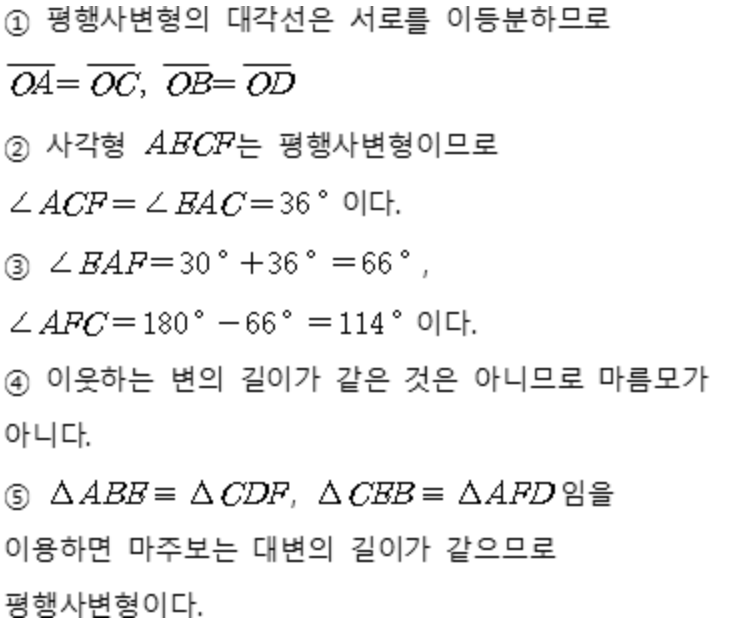 ① 평행사변형의 대각선은 서로를 이등분하므로
OA= OC, OB= OD
② 사각형 AECF는 평행사변형이므로
∠ACF=∠EAC=36° 이다.
③ ∠EAF=30°+36°=66°,
∠AFC=180°-66°=114° 이다.
④ 이웃하는 변의 길이가 같은 것은 아니므로 마름모가
아니다.
⑤ △ABE≡△CDF, △CEB≡△AFD임을
이용하면 마주보는 대변의 길이가 같으므로
평행사변형이다.